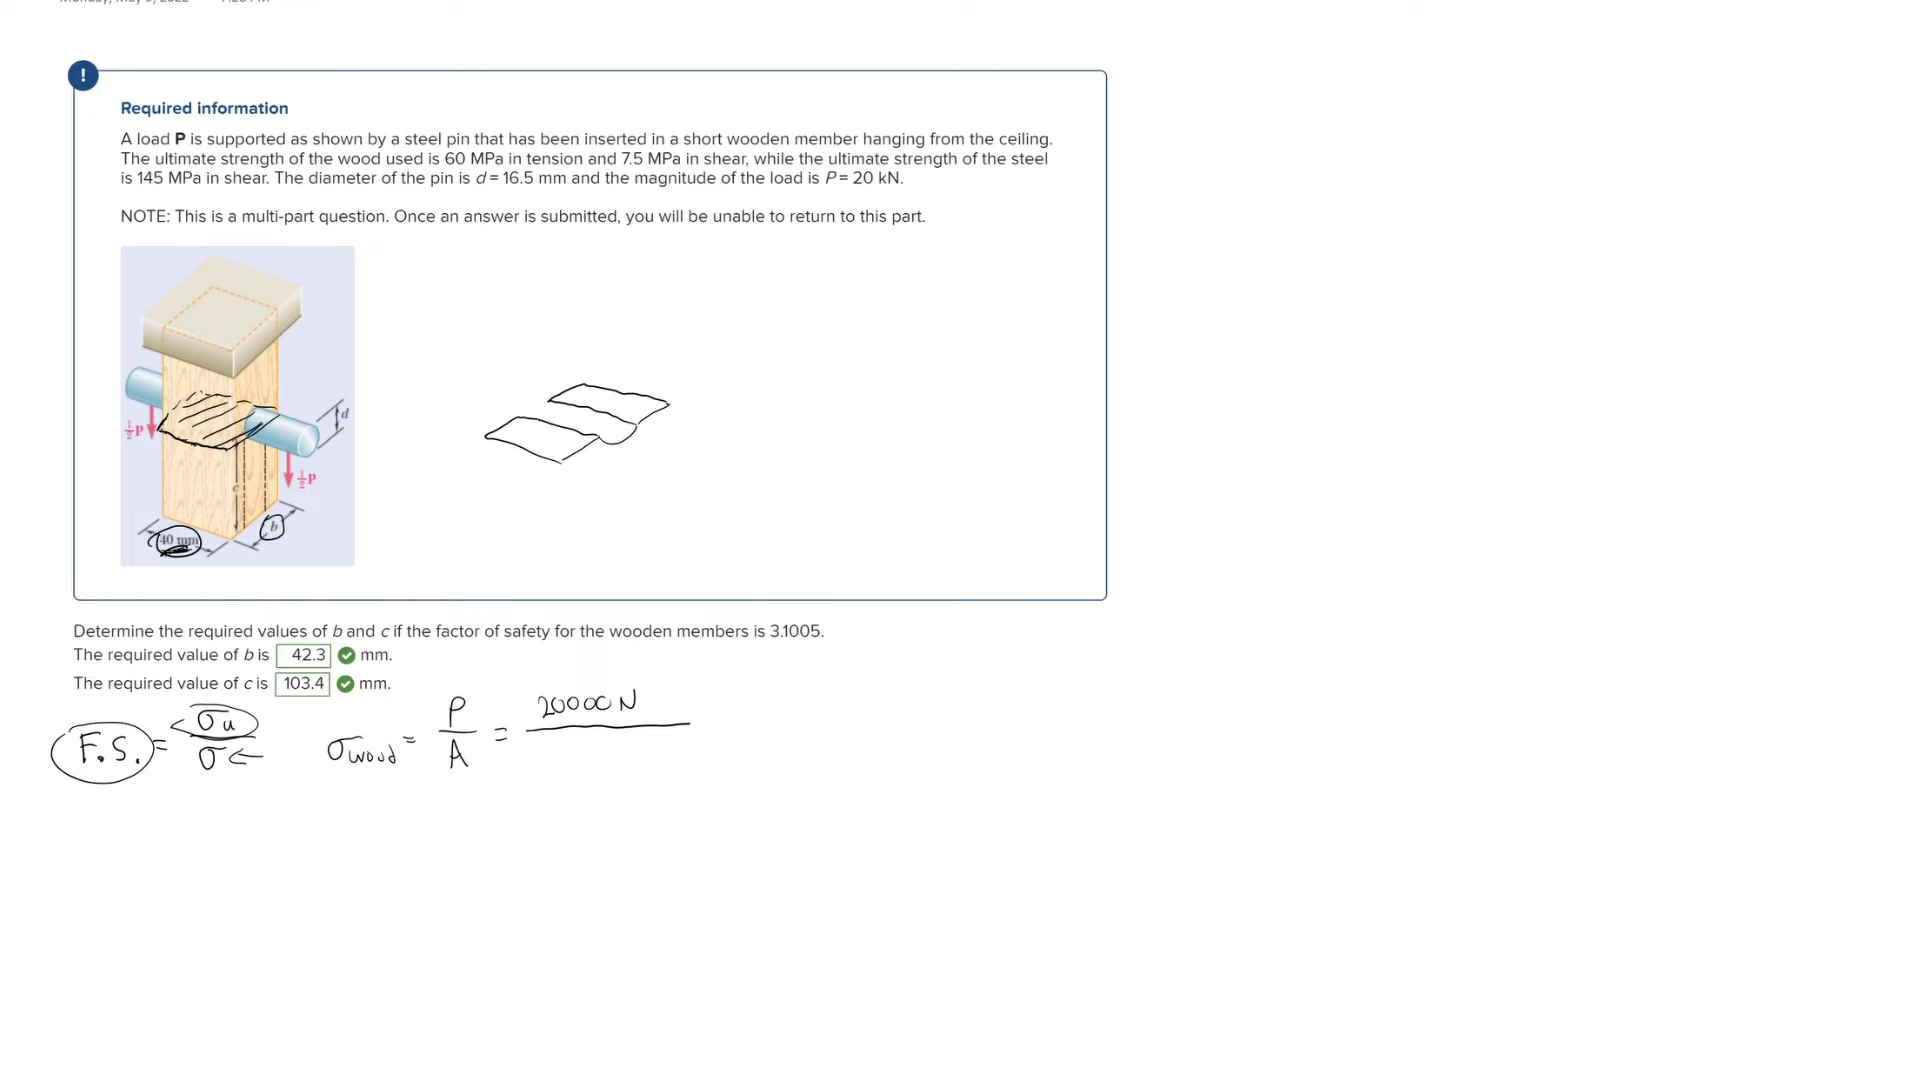 !
Required information
A load P is supported as shown by a steel pin that has been inserted in a short wooden member hanging from the ceiling.
The ultimate strength of the wood used is 60 MPa in tension and 7.5 MPa in shear, while the ultimate strength of the steel
is 145 MPa in shear. The diameter of the pin is d = 16.5 mm and the magnitude of the load is P = 20 kN.
NOTE: This is a multi-part question. Once an answer is submitted, you will be unable to return to this part.
d
½P
½P
c
b
40 mm
Determine the required values of b and c if the factor of safety for the wooden members is 3.1005.
The required value of b is 42.3 mm.
The required value of c is 103.4 mm.
F.S. = σu / σ
σwood = P / A = 20000 N